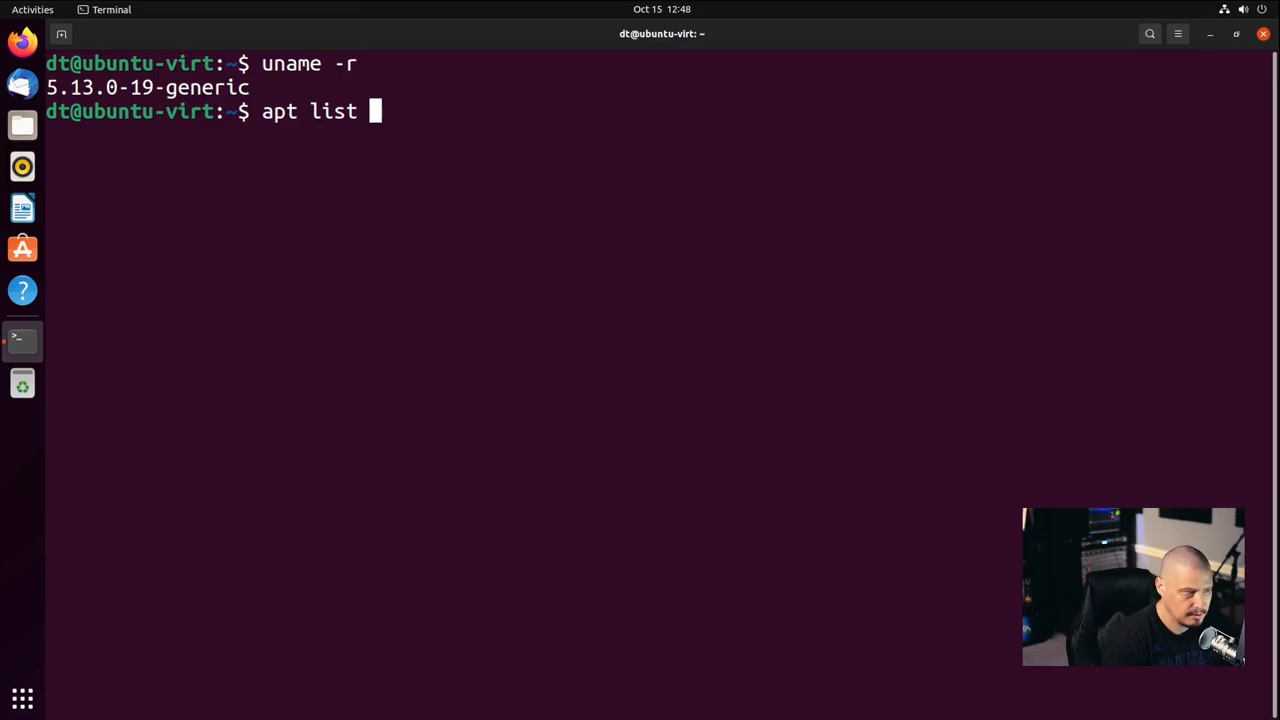 Activities
Terminal
Oct 15 12:48
dt@ubuntu-virt: ~
dt@ubuntu-virt:~$ uname -r
5.13.0-19-generic
dt@ubuntu-virt:~$ apt list